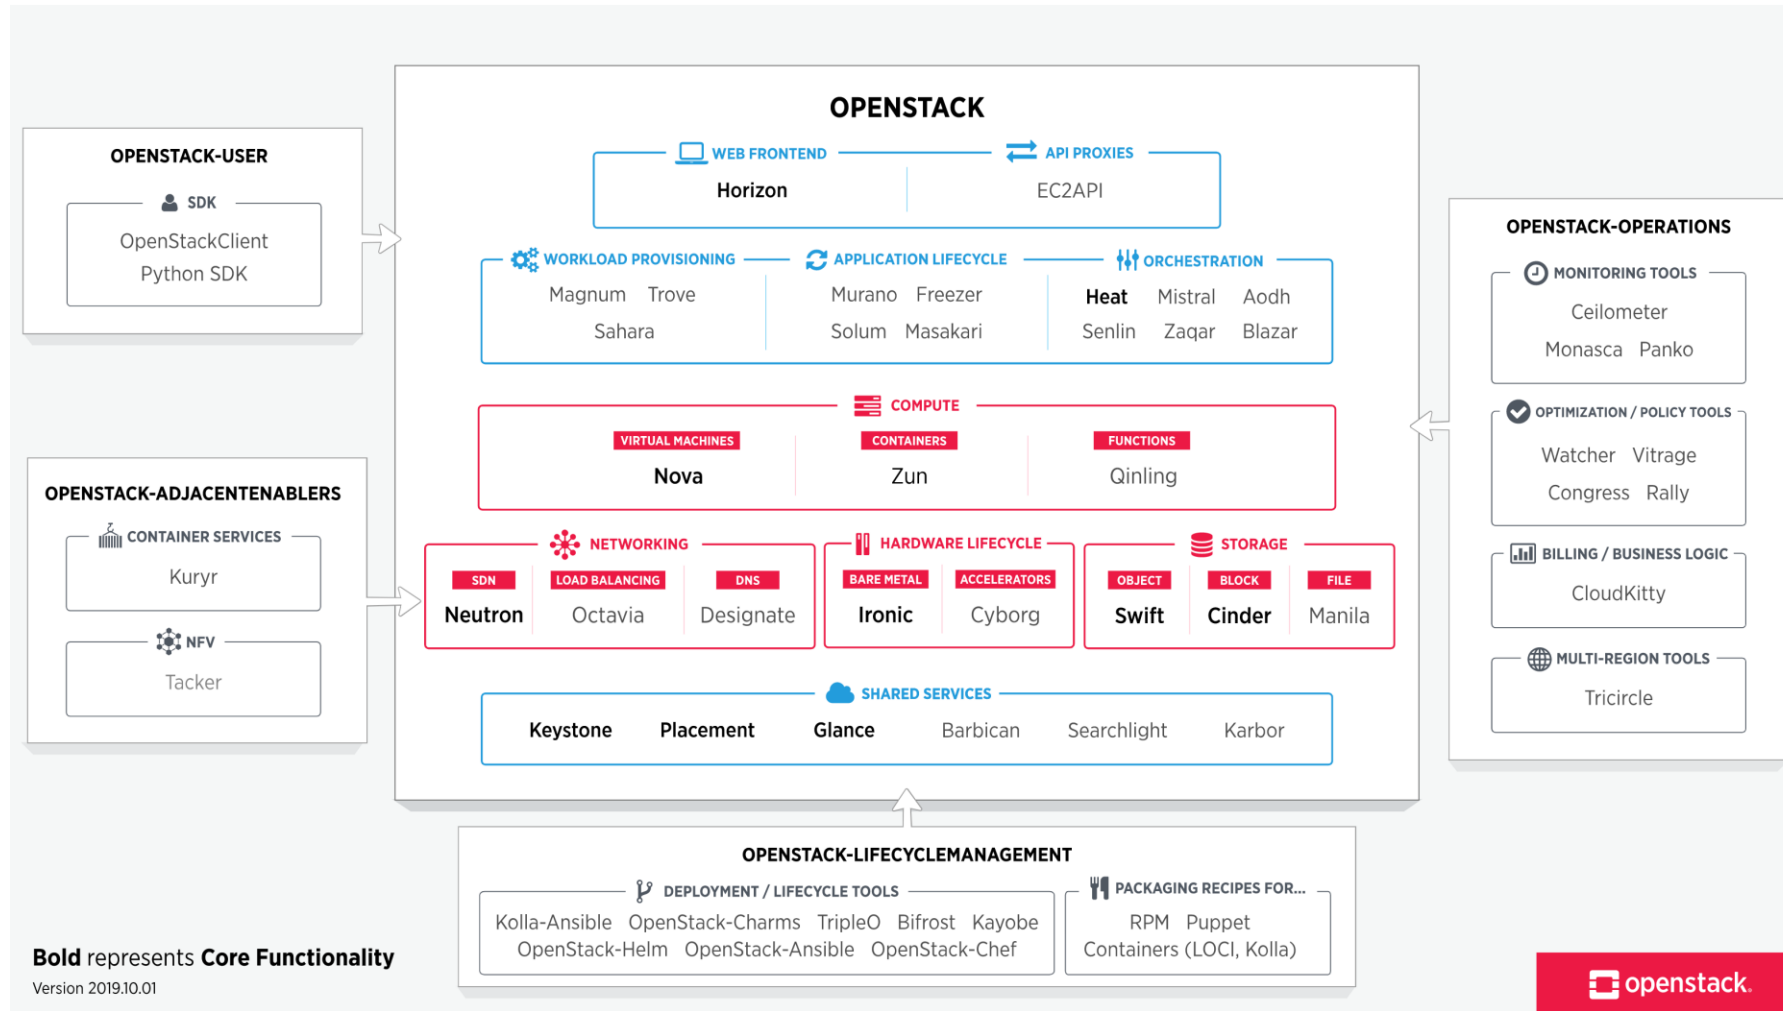 OPENSTACK
WEB FRONTEND
Horizon
API PROXIES
EC2API
WORKLOAD PROVISIONING
Magnum Trove
Sahara
APPLICATION LIFECYCLE
Murano Freezer
Solum Masakari
ORCHESTRATION
Heat Mistral Aodh
Senlin Zaqar Blazar
COMPUTE
VIRTUAL MACHINES
Nova
CONTAINERS
Zun
FUNCTIONS
Qinling
NETWORKING
SDN
Neutron
LOAD BALANCING
Octavia
DNS
Designate
HARDWARE LIFECYCLE
BARE METAL
Ironic
ACCELERATORS
Cyborg
STORAGE
OBJECT
Swift
BLOCK
Cinder
FILE
Manila
SHARED SERVICES
Keystone Placement Glance Barbican Searchlight Karbor
OPENSTACK-USER
SDK
OpenStackClient
Python SDK
OPENSTACK-ADJACENTENABLERS
CONTAINER SERVICES
Kuryr
NFV
Tacker
OPENSTACK-OPERATIONS
MONITORING TOOLS
Ceilometer
Monasca Panko
OPTIMIZATION / POLICY TOOLS
Watcher Vitrage
Congress Rally
BILLING / BUSINESS LOGIC
CloudKitty
MULTI-REGION TOOLS
Tricircle
OPENSTACK-LIFECYCLEMANAGEMENT
DEPLOYMENT / LIFECYCLE TOOLS
Kolla-Ansible OpenStack-Charms TripleO Bifrost Kayobe
OpenStack-Helm OpenStack-Ansible OpenStack-Chef
PACKAGING RECIPES FOR...
RPM Puppet
Containers (LOCI, Kolla)
Bold represents Core Functionality
Version 2019.10.01
openstack.